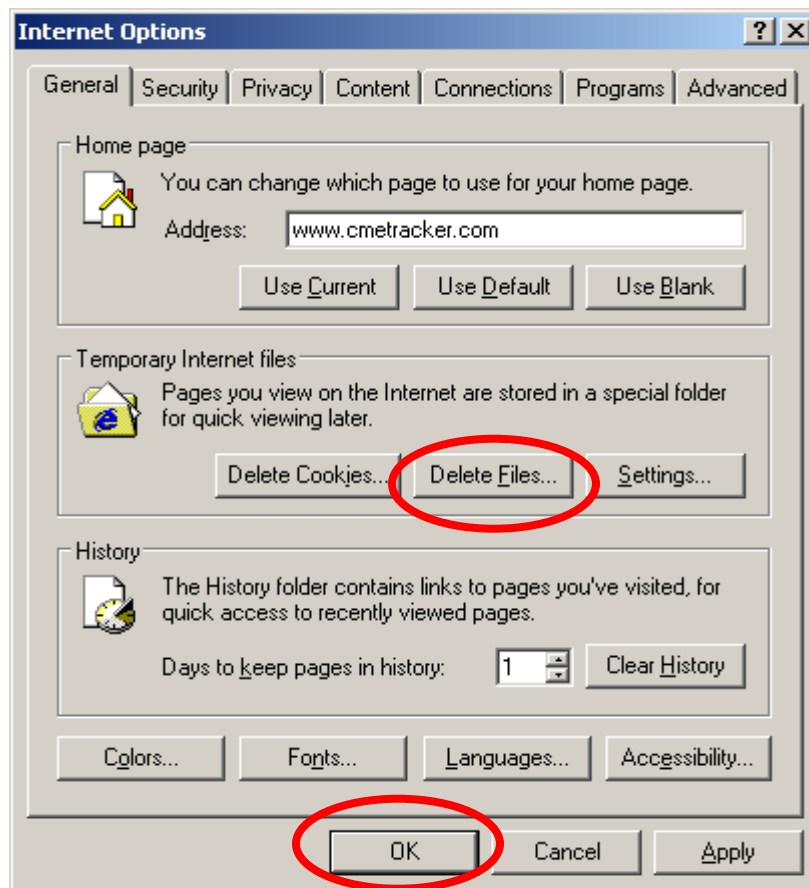 Internet Options
General Security Privacy Content Connections Programs Advanced
Home page
You can change which page to use for your home page.
Address: www.cmetracker.com
Use Current Use Default Use Blank
Temporary Internet files
Pages you view on the Internet are stored in a special folder
for quick viewing later.
Delete Cookies... Delete Files... Settings...
History
The History folder contains links to pages you've visited, for
quick access to recently viewed pages.
Days to keep pages in history: 1 Clear History
Colors... Fonts... Languages... Accessibility...
OK Cancel Apply